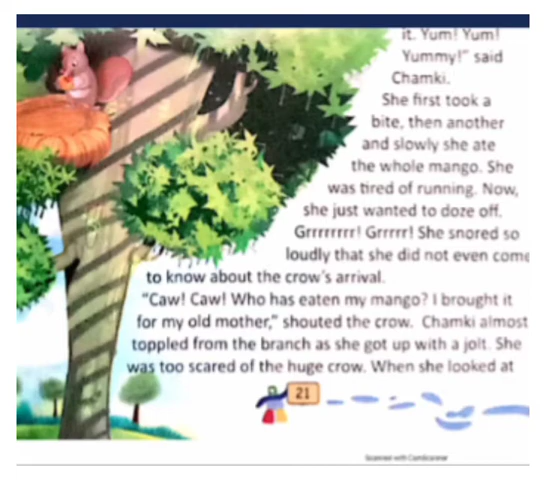 it. Yum! Yum!
Yummy!" said
Chamki.
She first took a
bite, then another
and slowly she ate
the whole mango. She
was tired of running. Now,
she just wanted to doze off.
Grrrrrrrr! Grrrrr! She snored so
loudly that she did not even come
to know about the crow's arrival.
"Caw! Caw! Who has eaten my mango? I brought it
for my old mother," shouted the crow. Chamki almost
toppled from the branch as she got up with a jolt. She
was too scared of the huge crow. When she looked at
21
Scanned with CamScanner